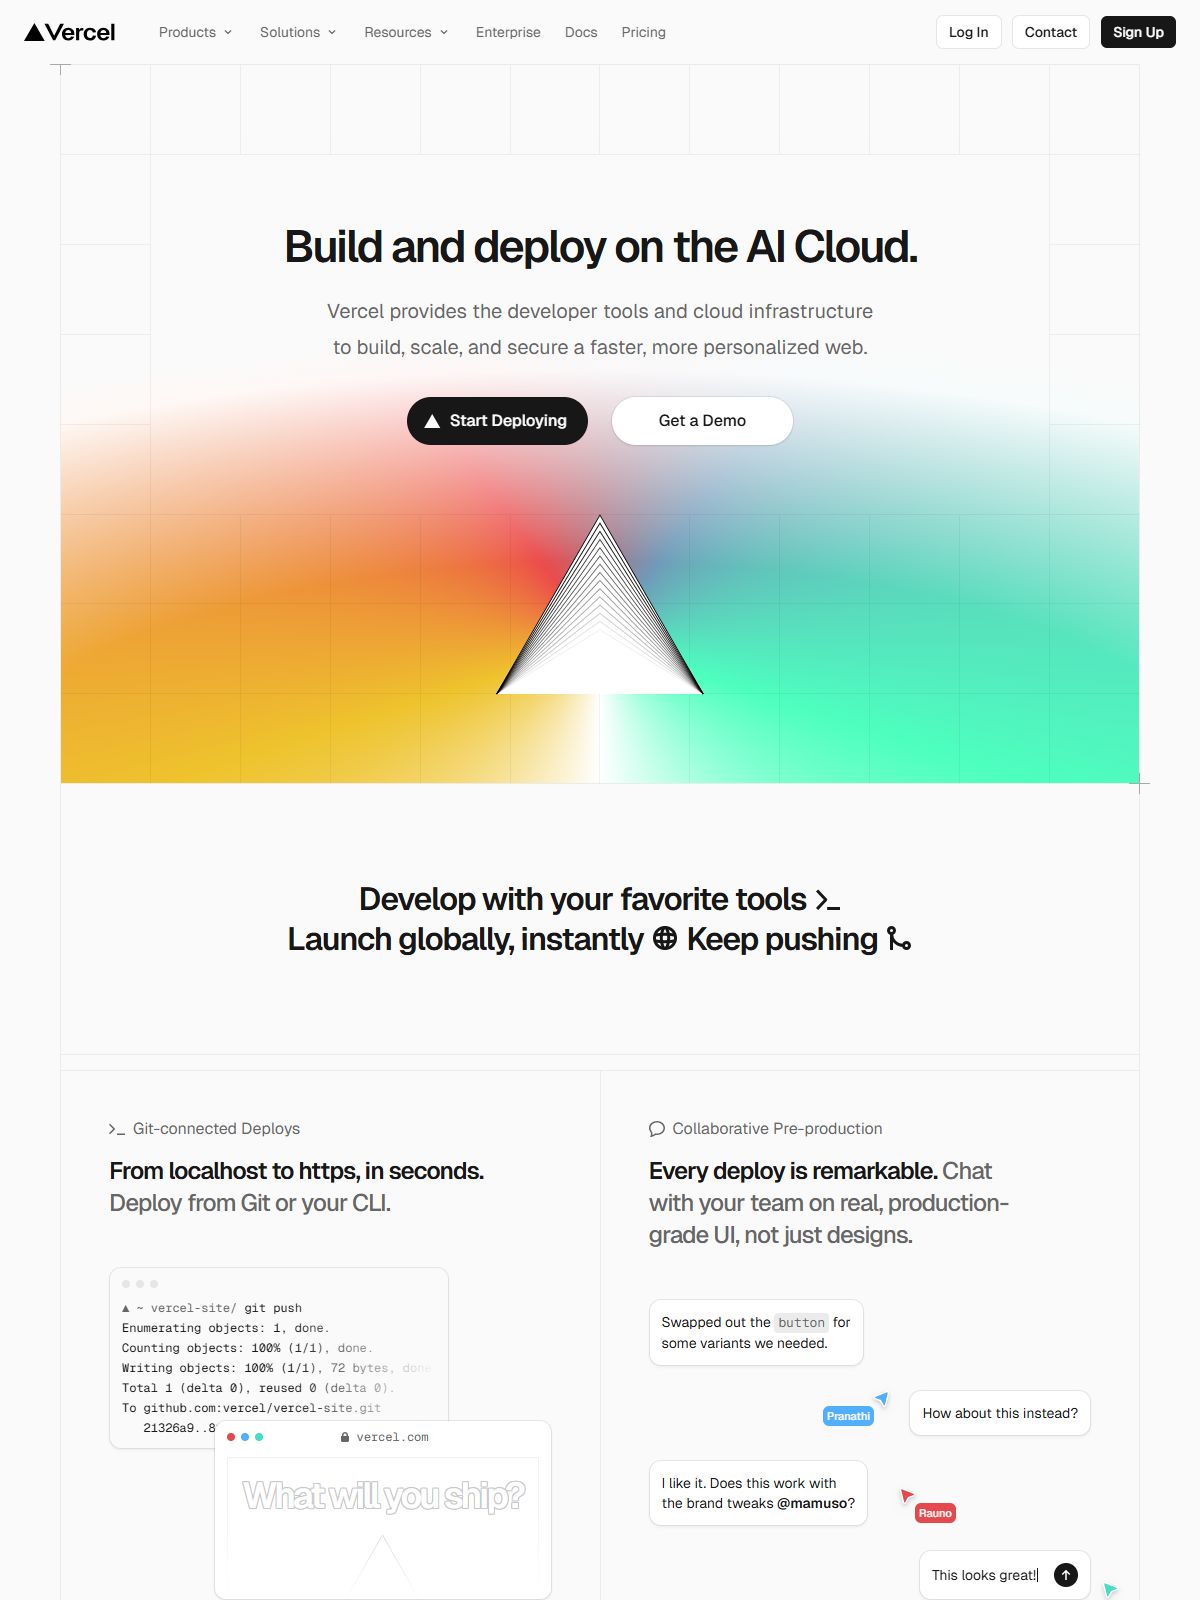 Vercel
Products
Solutions
Resources
Enterprise
Docs
Pricing
Log In
Contact
Sign Up
Build and deploy on the AI Cloud.
Vercel provides the developer tools and cloud infrastructure
to build, scale, and secure a faster, more personalized web.
Start Deploying
Get a Demo
Develop with your favorite tools
Launch globally, instantly Keep pushing
Git-connected Deploys
From localhost to https, in seconds.
Deploy from Git or your CLI.
▲ ~ vercel-site/ git push
Enumerating objects: 1, done.
Counting objects: 100% (1/1), done.
Writing objects: 100% (1/1), 72 bytes, done
Total 1 (delta 0), reused 0 (delta 0).
To github.com:vercel/vercel-site.git
21326a9..8
vercel.com
What will you ship?
Collaborative Pre-production
Every deploy is remarkable. Chat
with your team on real, production-
grade UI, not just designs.
Swapped out the button for
some variants we needed.
Pranathi
How about this instead?
I like it. Does this work with
the brand tweaks @mamuso?
Rauno
This looks great!